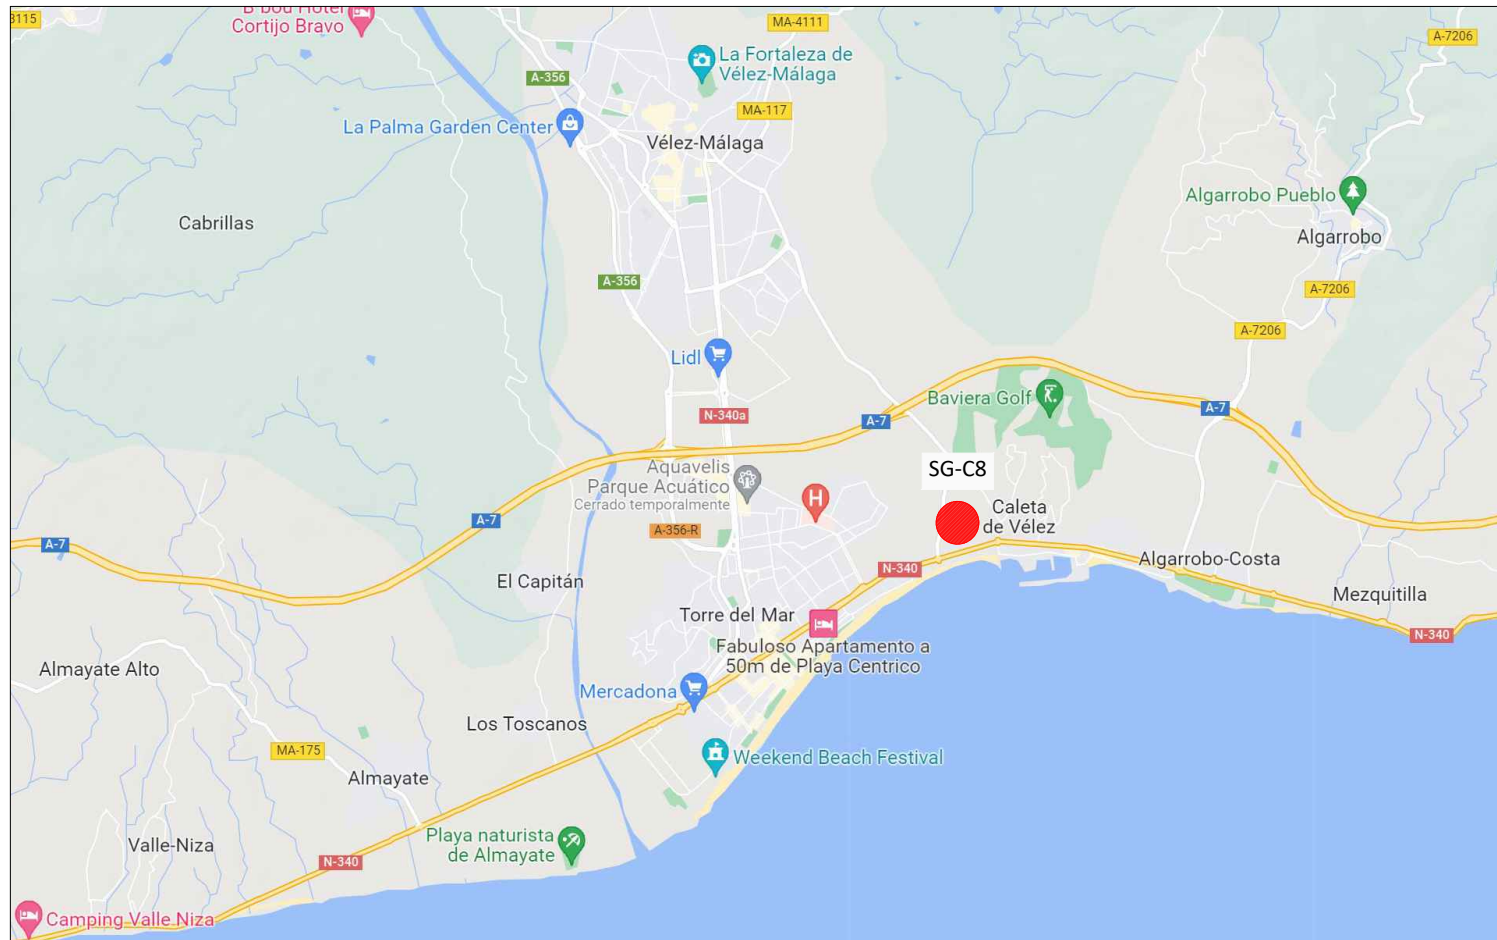 3115
B bou Hotel
Cortijo Bravo
MA-4111
A-7206
La Fortaleza de
Vélez-Málaga
A-356
MA-117
La Palma Garden Center
Vélez-Málaga
Algarrobo Pueblo
Cabrillas
Algarrobo
A-356
A-7206
A-7206
Lidl
Baviera Golf
N-340a
A-7
A-7
Aquavelis
Parque Acuático
Cerrado temporalmente
SG-C8
H
Caleta
de Vélez
A-7
A-356-R
A-7
Algarrobo-Costa
N-340
El Capitán
Mezquitilla
Torre del Mar
N-340
Fabuloso Apartamento a
50m de Playa Centrico
Almayate Alto
Mercadona
Los Toscanos
MA-175
Weekend Beach Festival
Almayate
Playa naturista
de Almayate
Valle-Niza
N-340
Camping Valle Niza